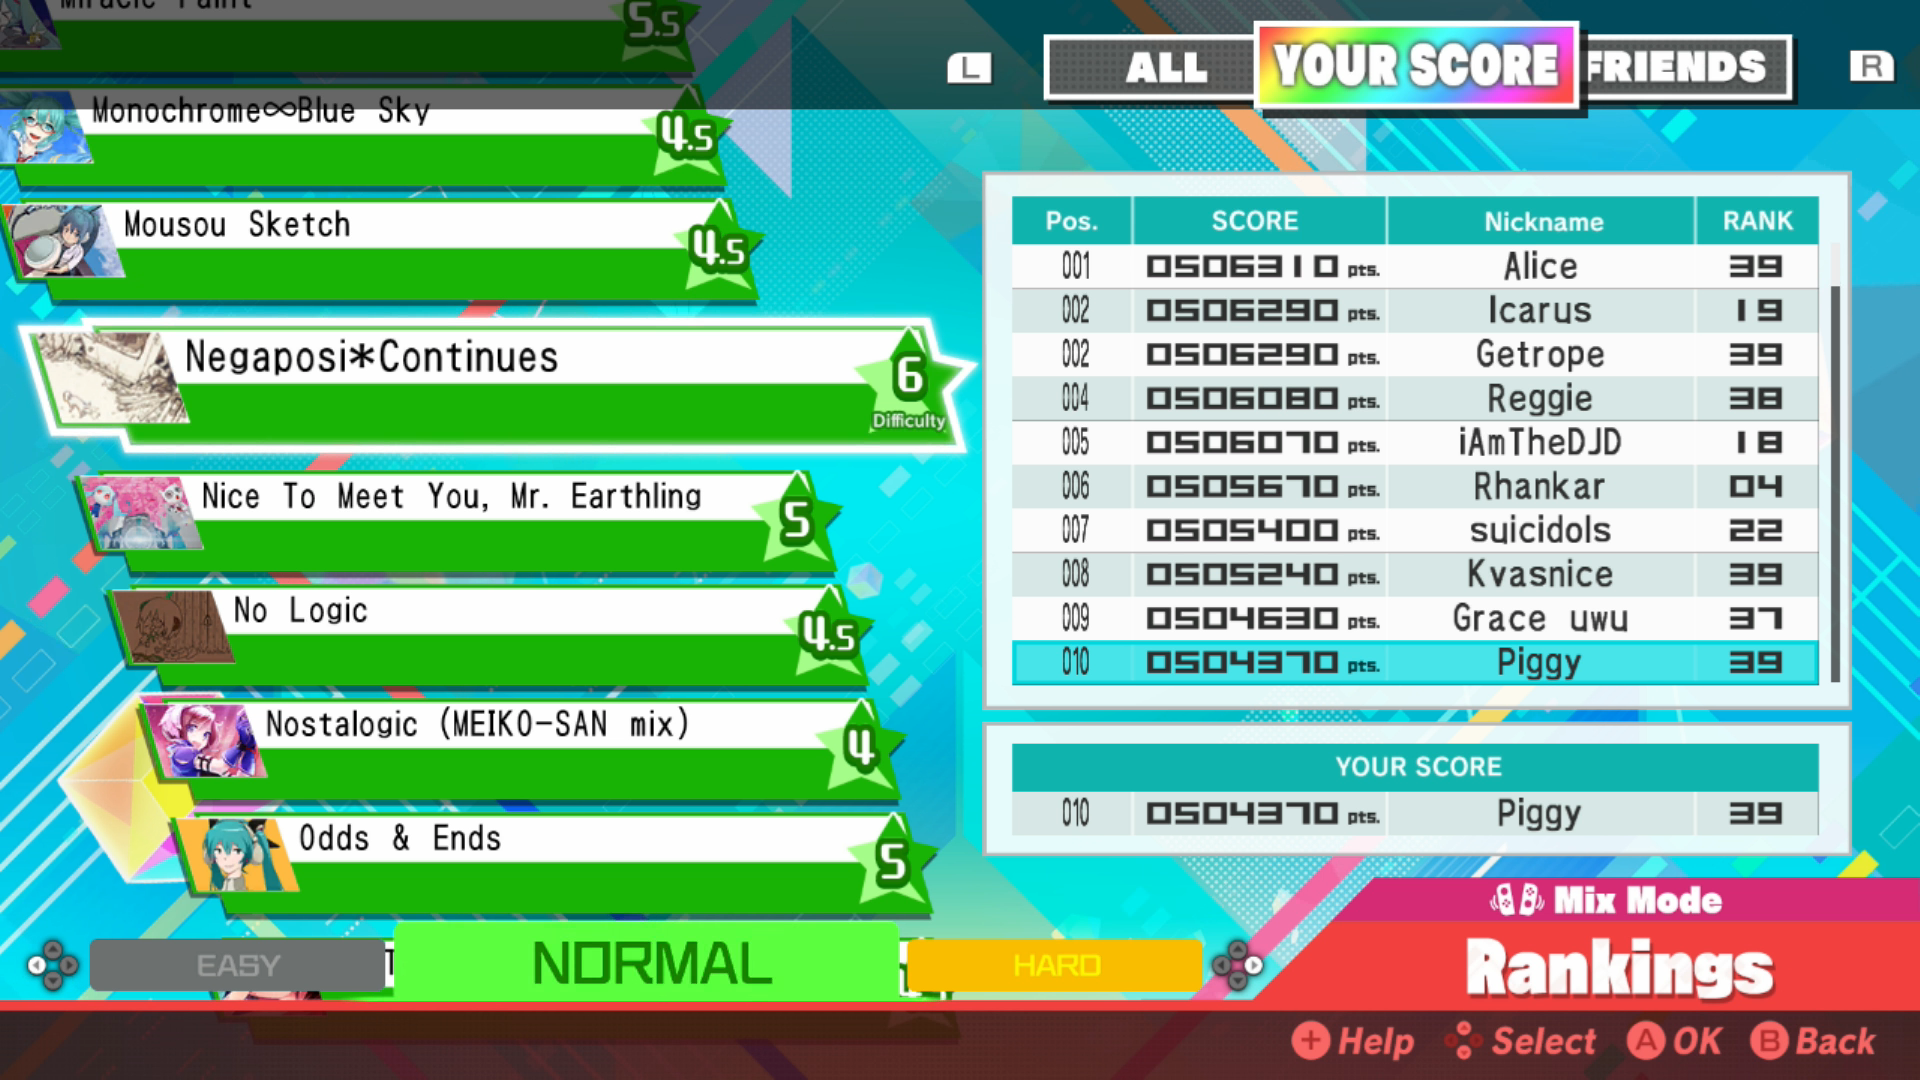 5.5
L
ALL
YOUR SCORE
FRIENDS
R
Monochrome∞Blue Sky
4.5
Mousou Sketch
4.5
Negaposi*Continues
6
Difficulty
Nice To Meet You, Mr. Earthling
5
No Logic
4.5
Nostalogic (MEIKO-SAN mix)
4
Odds & Ends
5
Pos. SCORE Nickname RANK
001 0506310 pts. Alice 39
002 0506290 pts. Icarus 19
002 0506290 pts. Getrope 39
004 0506080 pts. Reggie 38
005 0506070 pts. iAmTheDJD 18
006 0505670 pts. Rhankar 04
007 0505400 pts. suicidols 22
008 0505240 pts. Kvasnice 39
009 0504630 pts. Grace uwu 37
010 0504370 pts. Piggy 39
YOUR SCORE
010 0504370 pts. Piggy 39
EASY
NORMAL
HARD
Mix Mode
Rankings
+ Help
Select
A OK
B Back